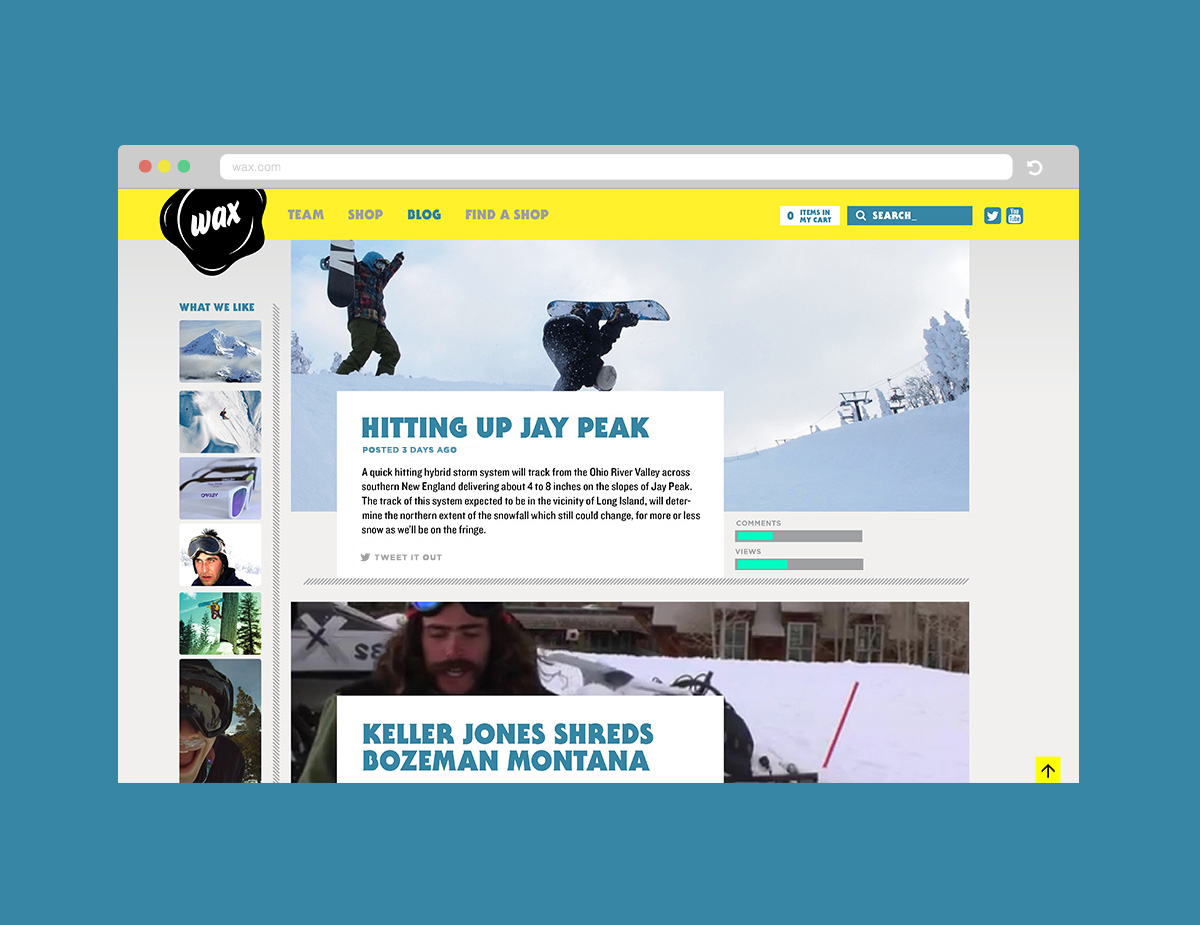 wax.com
wax
TEAM SHOP BLOG FIND A SHOP
0 ITEMS IN
MY CART
SEARCH_
You
Tube
WHAT WE LIKE
OAKLEY
HITTING UP JAY PEAK
POSTED 3 DAYS AGO
A quick hitting hybrid storm system will track from the Ohio River Valley across
southern New England delivering about 4 to 8 inches on the slopes of Jay Peak.
The track of this system expected to be in the vicinity of Long Island, will deter-
mine the northern extent of the snowfall which still could change, for more or less
snow as we'll be on the fringe.
TWEET IT OUT
COMMENTS
VIEWS
KELLER JONES SHREDS
BOZEMAN MONTANA